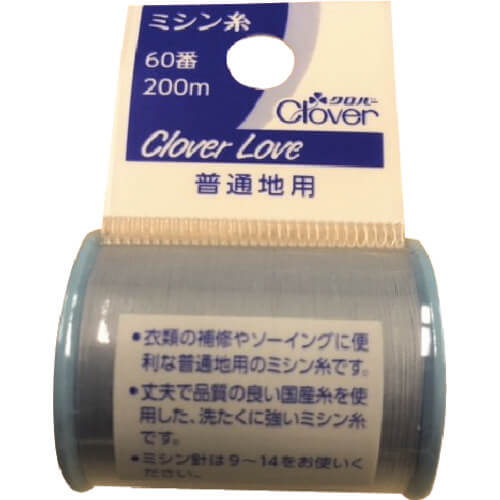 ミシン糸
60番
200m
クロバー
Clover
Clover Love
普通地用
•衣類の補修やソーイングに便
利な普通地用のミシン糸です。
•丈夫で品質の良い国産糸を使
用した、洗たくに強いミシン糸
です。
•ミシン針は9〜14をお使いく
ださい。